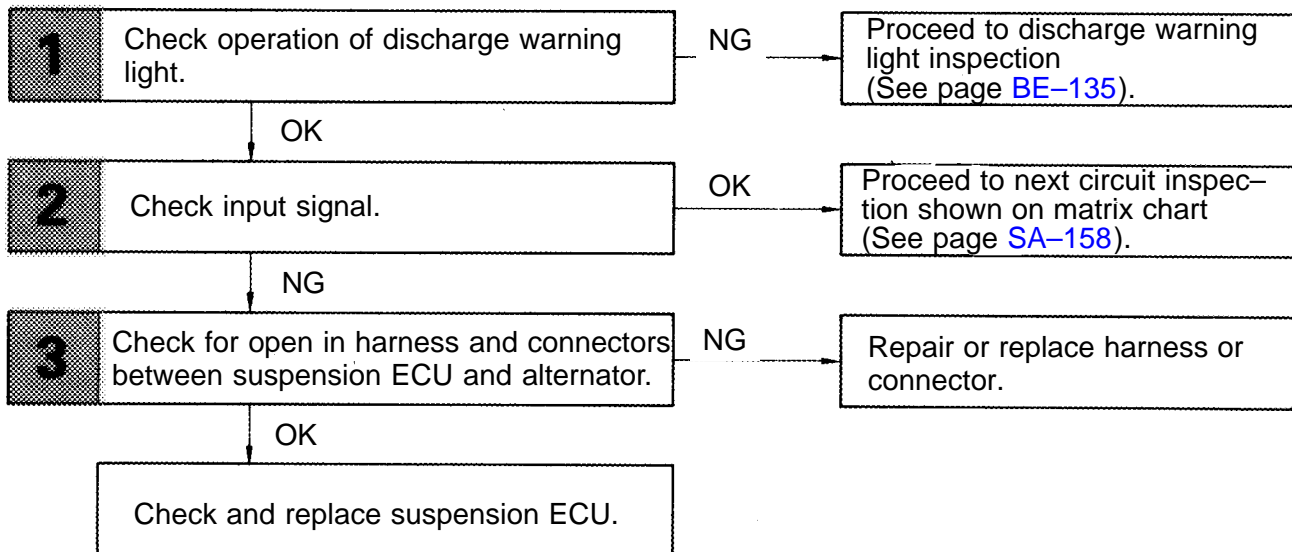 1
Check operation of discharge warning
light.
NG
Proceed to discharge warning
light inspection
(See page BE–135).
OK
2
Check input signal.
OK
Proceed to next circuit inspec–
tion shown on matrix chart
(See page SA–158).
NG
3
Check for open in harness and connectors
between suspension ECU and alternator.
NG
Repair or replace harness or
connector.
OK
Check and replace suspension ECU.